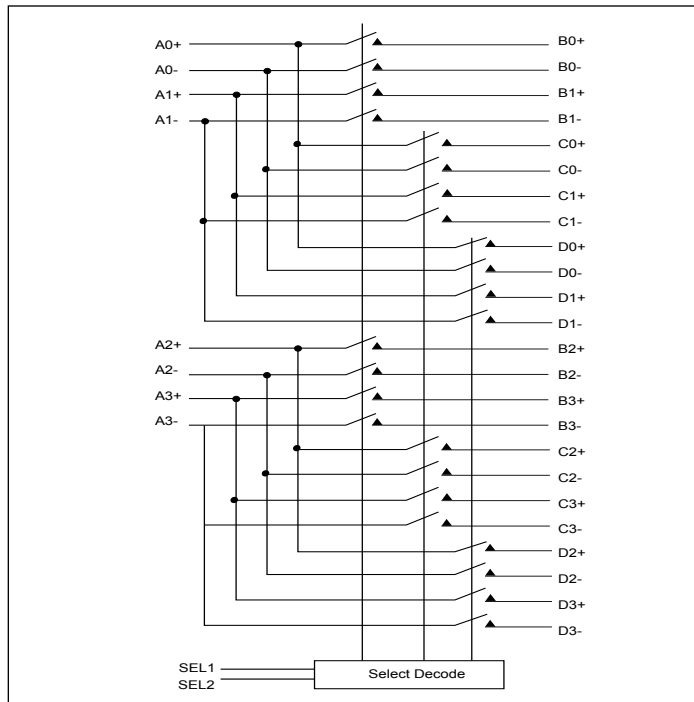 A0+
B0+
A0-
B0-
A1+
B1+
A1-
B1-
C0+
C0-
C1+
C1-
D0+
D0-
D1+
D1-
A2+
B2+
A2-
B2-
A3+
B3+
A3-
B3-
C2+
C2-
C3+
C3-
D2+
D2-
D3+
D3-
SEL1
SEL2
Select Decode